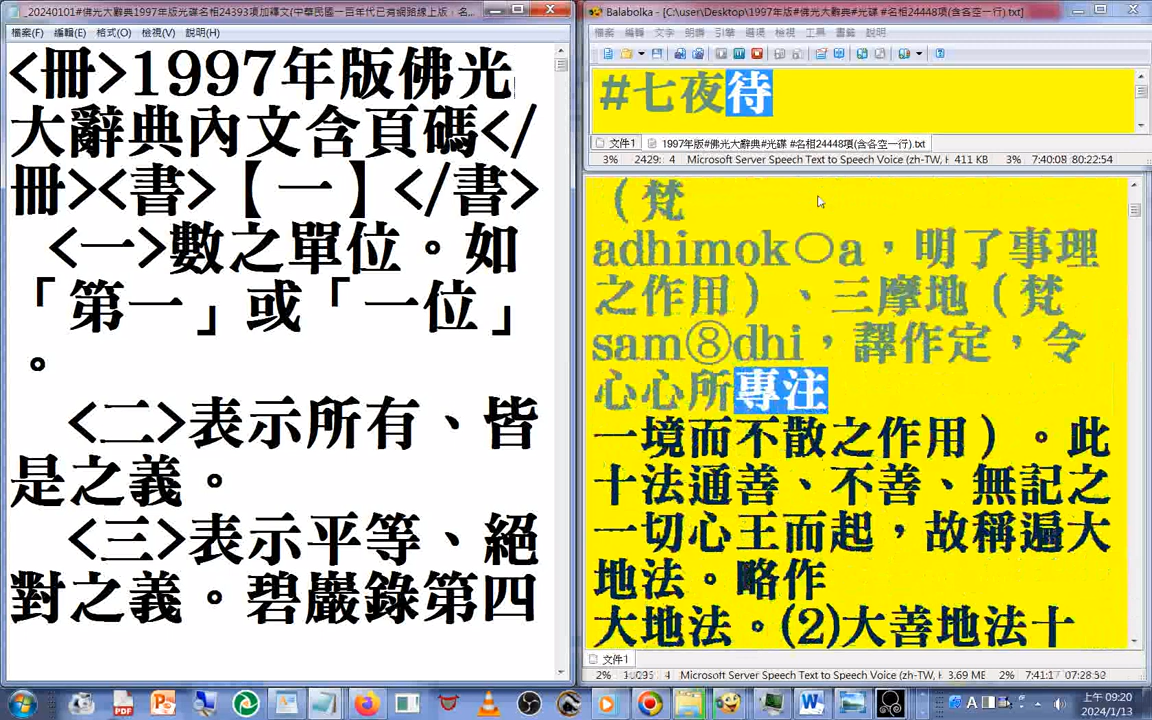 _20240101#佛光大辭典1997年版光碟名相24393項加釋文(中華民國一百年代已有網路線上版，名...
檔案(F) 編輯(E) 格式(O) 檢視(V) 說明(H)
<冊>1997年版佛光
大辭典內文含頁碼</
冊><書>【一】</書>
<一>數之單位。如
「第一」或「一位」
。
<二>表示所有、皆
是之義。
<三>表示平等、絕
對之義。碧巖錄第四
Balabolka - [C:\user\Desktop\1997年版#佛光大辭典#光碟 #名相24448項(含各空一行).txt]
檔案 編輯 文字 朗讀 引擎 選項 檢視 工具 書籤 說明
#七夜待
文件1 1997年版#佛光大辭典#光碟 #名相24448項(含各空一行).txt
3% 2429: 4 Microsoft Server Speech Text to Speech Voice (zh-TW, H 411 KB 3% 7:40:08 80:22:54
（梵
adhimok○a，明了事理
之作用）、三摩地（梵
sam⑧dhi，譯作定，令
心心所專注
一境而不散之作用）。此
十法通善、不善、無記之
一切心王而起，故稱遍大
地法。略作
大地法。(2)大善地法十
文件1
2% Microsoft Server Speech Text to Speech Voice (zh-TW, H 3.69 MB 2% 7:41:17 07:28:50
上午 09:20
2024/1/13